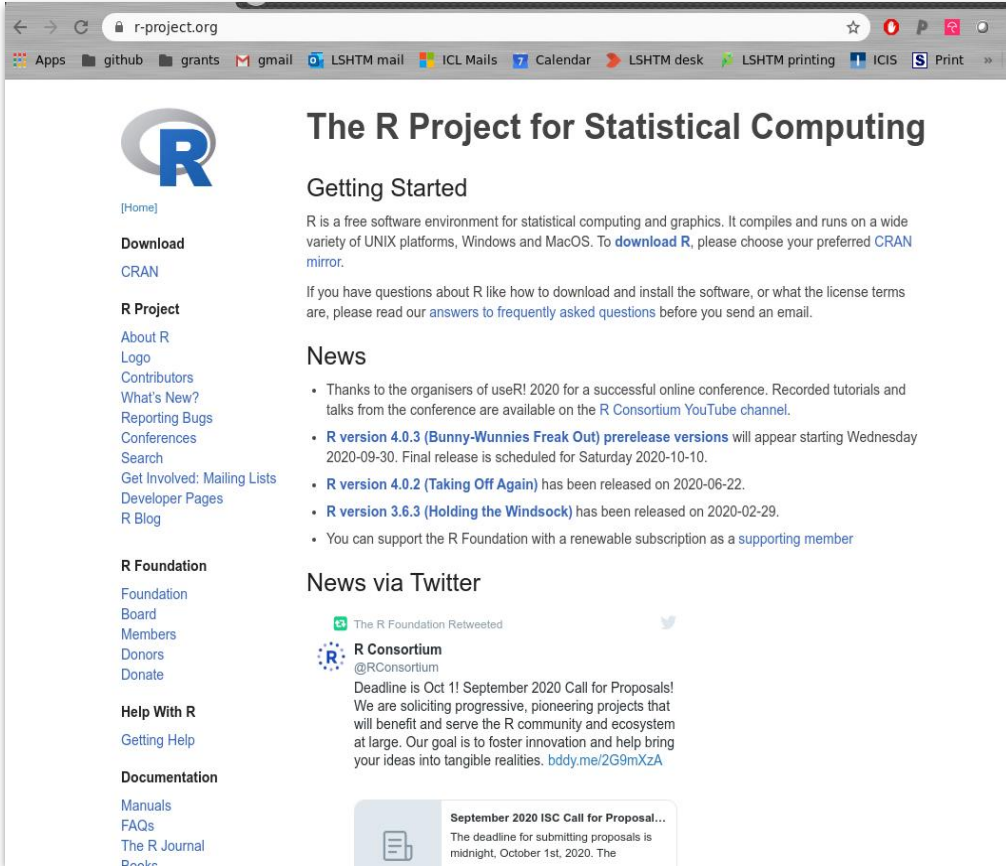 r-project.org
Apps github grants gmail LSHTM mail ICL Mails 7 Calendar LSHTM desk LSHTM printing ICIS S Print »
R
[Home]
Download
CRAN
R Project
About R
Logo
Contributors
What's New?
Reporting Bugs
Conferences
Search
Get Involved: Mailing Lists
Developer Pages
R Blog
R Foundation
Foundation
Board
Members
Donors
Donate
Help With R
Getting Help
Documentation
Manuals
FAQs
The R Journal
Books
The R Project for Statistical Computing
Getting Started
R is a free software environment for statistical computing and graphics. It compiles and runs on a wide
variety of UNIX platforms, Windows and MacOS. To download R, please choose your preferred CRAN
mirror.
If you have questions about R like how to download and install the software, or what the license terms
are, please read our answers to frequently asked questions before you send an email.
News
• Thanks to the organisers of useR! 2020 for a successful online conference. Recorded tutorials and
talks from the conference are available on the R Consortium YouTube channel.
• R version 4.0.3 (Bunny-Wunnies Freak Out) prerelease versions will appear starting Wednesday
2020-09-30. Final release is scheduled for Saturday 2020-10-10.
• R version 4.0.2 (Taking Off Again) has been released on 2020-06-22.
• R version 3.6.3 (Holding the Windsock) has been released on 2020-02-29.
• You can support the R Foundation with a renewable subscription as a supporting member
News via Twitter
The R Foundation Retweeted
R Consortium
@RConsortium
Deadline is Oct 1! September 2020 Call for Proposals!
We are soliciting progressive, pioneering projects that
will benefit and serve the R community and ecosystem
at large. Our goal is to foster innovation and help bring
your ideas into tangible realities. bddy.me/2G9mXzA
September 2020 ISC Call for Proposal...
The deadline for submitting proposals is
midnight, October 1st, 2020. The